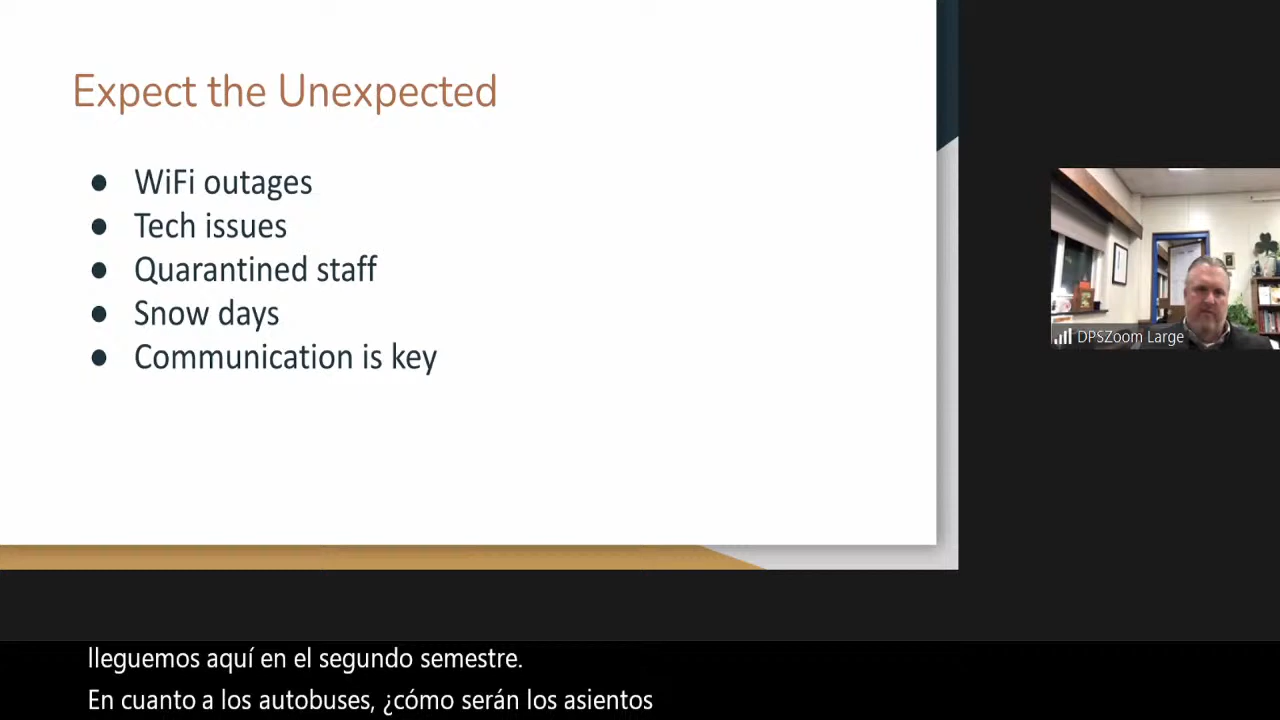 Expect the Unexpected
● WiFi outages
● Tech issues
● Quarantined staff
● Snow days
● Communication is key
DPSZoom Large
lleguemos aquí en el segundo semestre.
En cuanto a los autobuses, ¿cómo serán los asientos